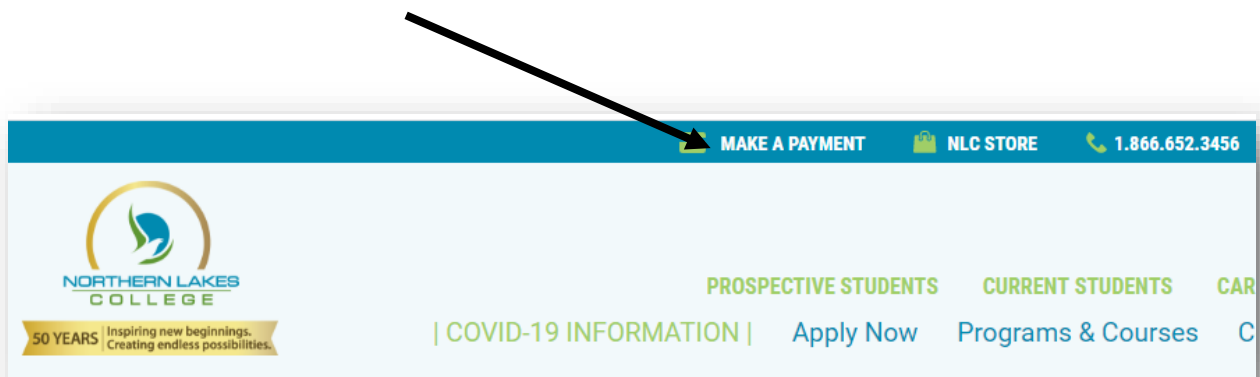 MAKE A PAYMENT NLC STORE 1.866.652.3456
NORTHERN LAKES
COLLEGE
50 YEARS Inspiring new beginnings.
Creating endless possibilities.
PROSPECTIVE STUDENTS CURRENT STUDENTS CAR
| COVID-19 INFORMATION | Apply Now Programs & Courses C